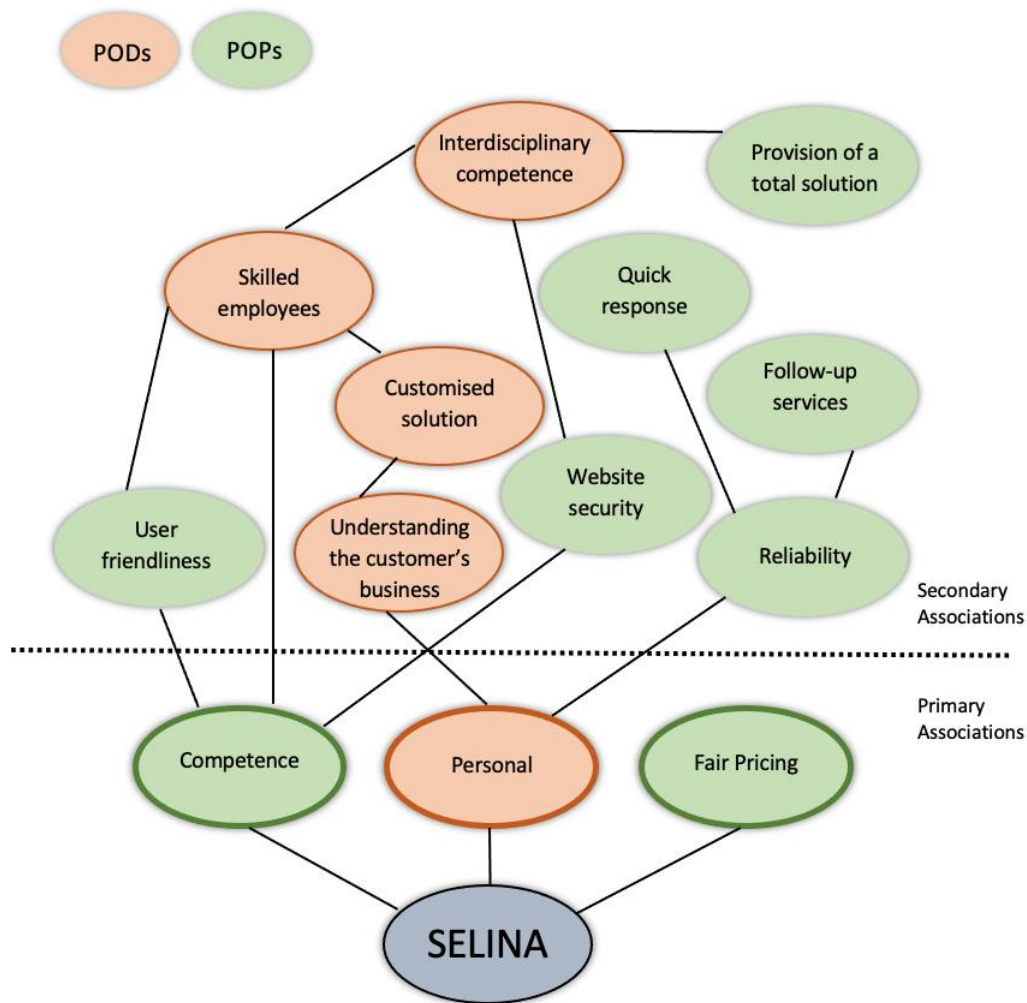 PODs
POPs
Interdisciplinary
competence
Provision of a
total solution
Skilled
employees
Quick
response
Customised
solution
Follow-up
services
Website
security
User
friendliness
Understanding
the customer's
business
Reliability
Secondary
Associations
Primary
Associations
Competence
Personal
Fair Pricing
SELINA